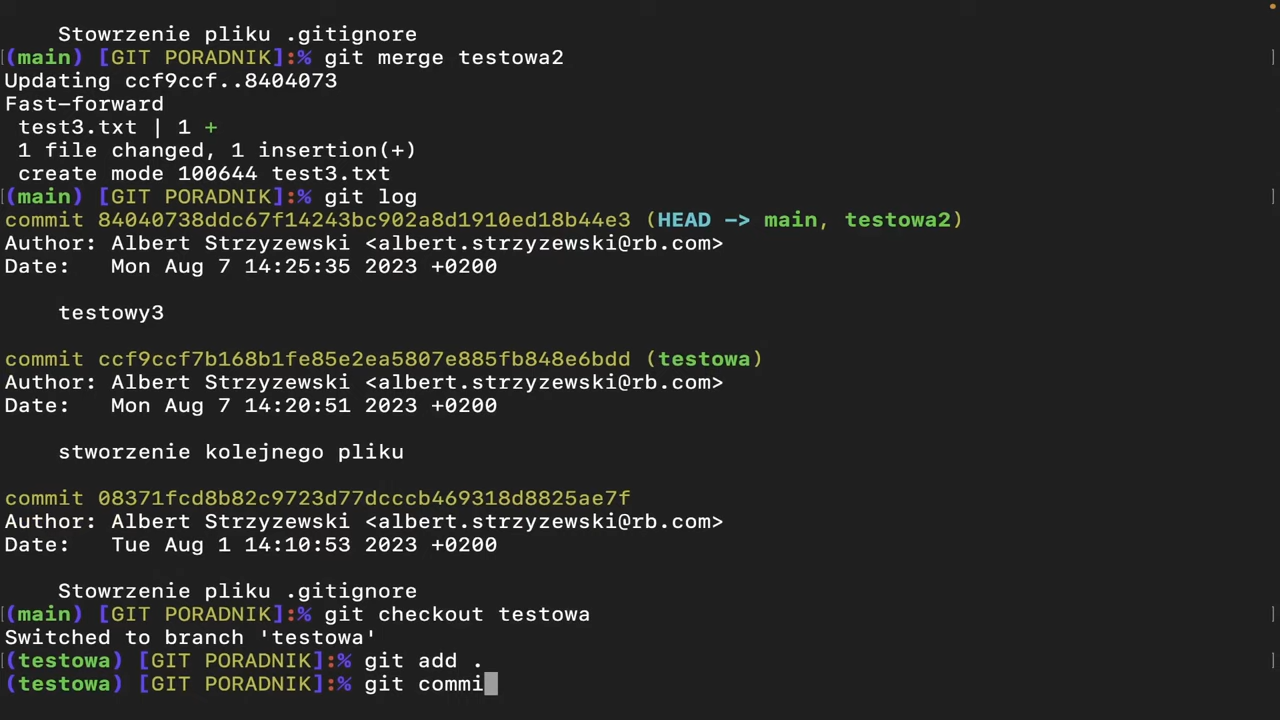 Stowrzenie pliku .gitignore
(main) [GIT PORADNIK]:% git merge testowa2
Updating ccf9ccf..8404073
Fast-forward
test3.txt | 1 +
1 file changed, 1 insertion(+)
create mode 100644 test3.txt
(main) [GIT PORADNIK]:% git log
commit 84040738ddc67f14243bc902a8d1910ed18b44e3 (HEAD -> main, testowa2)
Author: Albert Strzyzewski <albert.strzyzewski@rb.com>
Date:   Mon Aug 7 14:25:35 2023 +0200
testowy3
commit ccf9ccf7b168b1fe85e2ea5807e885fb848e6bdd (testowa)
Author: Albert Strzyzewski <albert.strzyzewski@rb.com>
Date:   Mon Aug 7 14:20:51 2023 +0200
stworzenie kolejnego pliku
commit 08371fcd8b82c9723d77dcccb469318d8825ae7f
Author: Albert Strzyzewski <albert.strzyzewski@rb.com>
Date:   Tue Aug 1 14:10:53 2023 +0200
Stowrzenie pliku .gitignore
(main) [GIT PORADNIK]:% git checkout testowa
Switched to branch 'testowa'
(testowa) [GIT PORADNIK]:% git add .
(testowa) [GIT PORADNIK]:% git commi